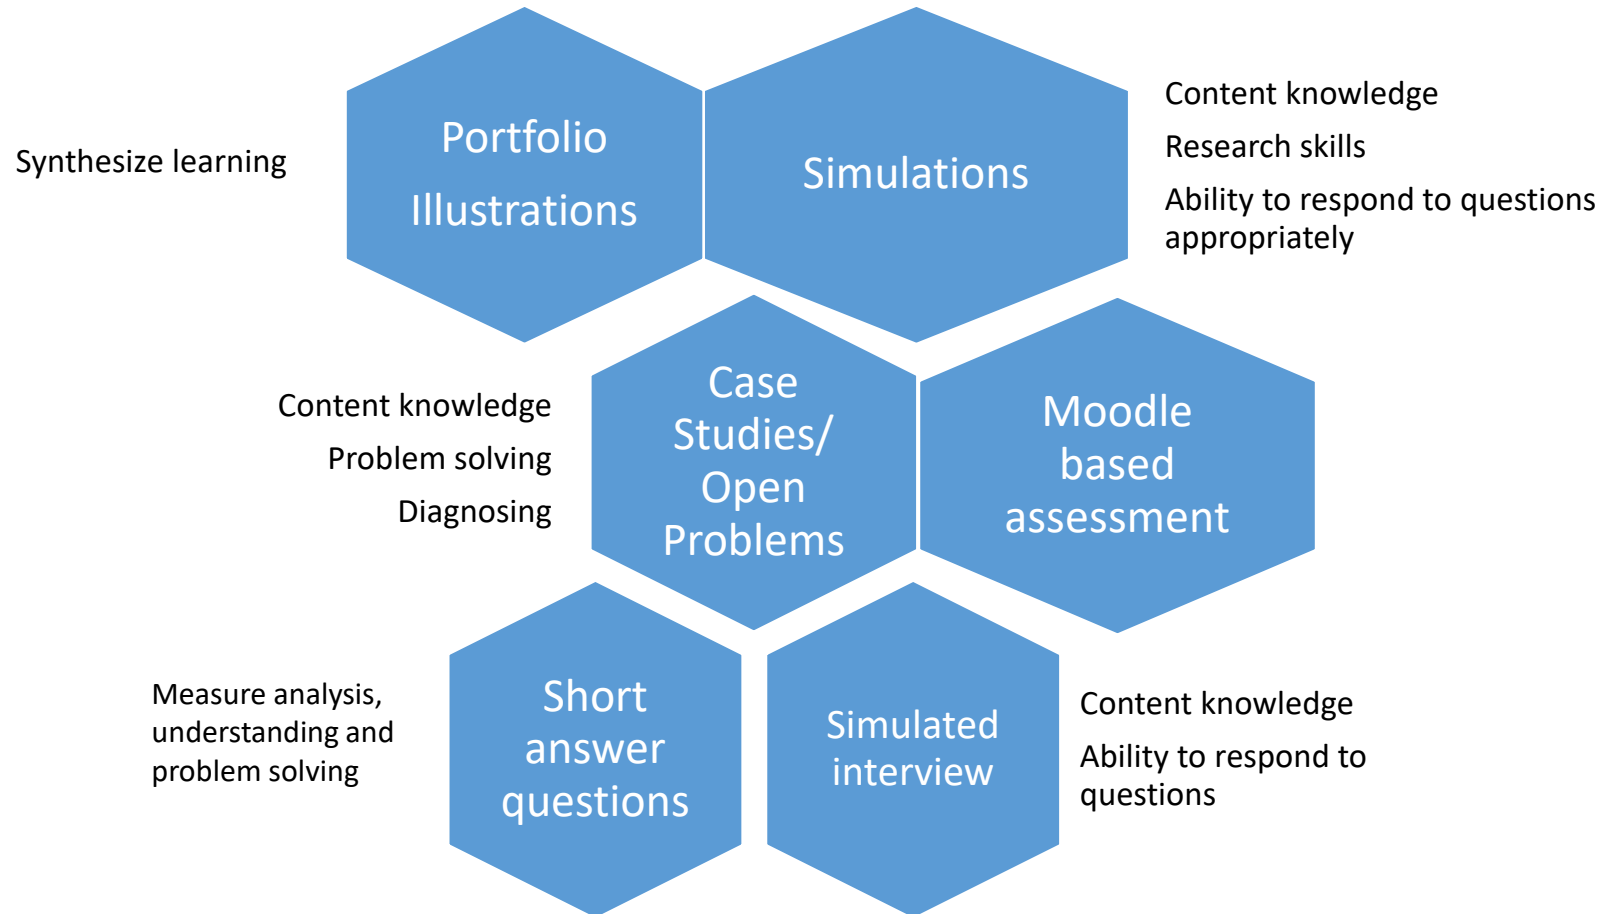 Synthesize learning
Portfolio
Illustrations
Simulations
Content knowledge
Research skills
Ability to respond to questions
appropriately
Content knowledge
Problem solving
Diagnosing
Case
Studies/
Open
Problems
Moodle
based
assessment
Measure analysis,
understanding and
problem solving
Short
answer
questions
Simulated
interview
Content knowledge
Ability to respond to
questions